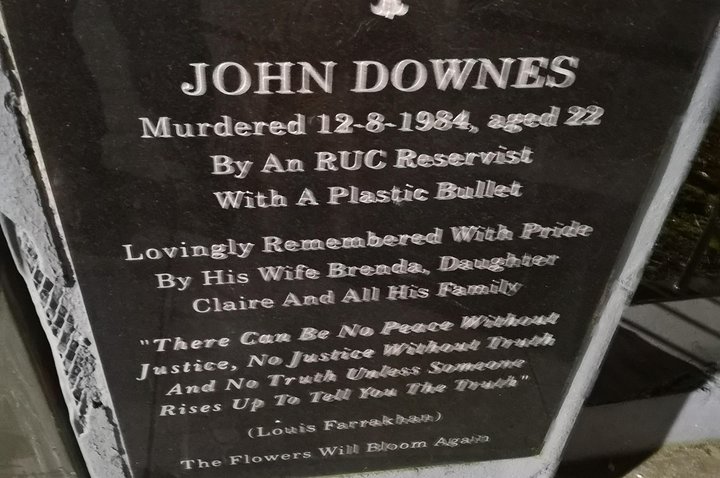 JOHN DOWNES
Murdered 12-8-1984, aged 22
By An RUC Reservist
With A Plastic Bullet
Lovingly Remembered With Pride
By His Wife Brenda, Daughter
Claire And All His Family
"There Can Be No Peace Without
Justice, No Justice Without Truth
And No Truth Unless Someone
Rises Up To Tell You The Truth"
(Louis Farrakhan)
The Flowers Will Bloom Again